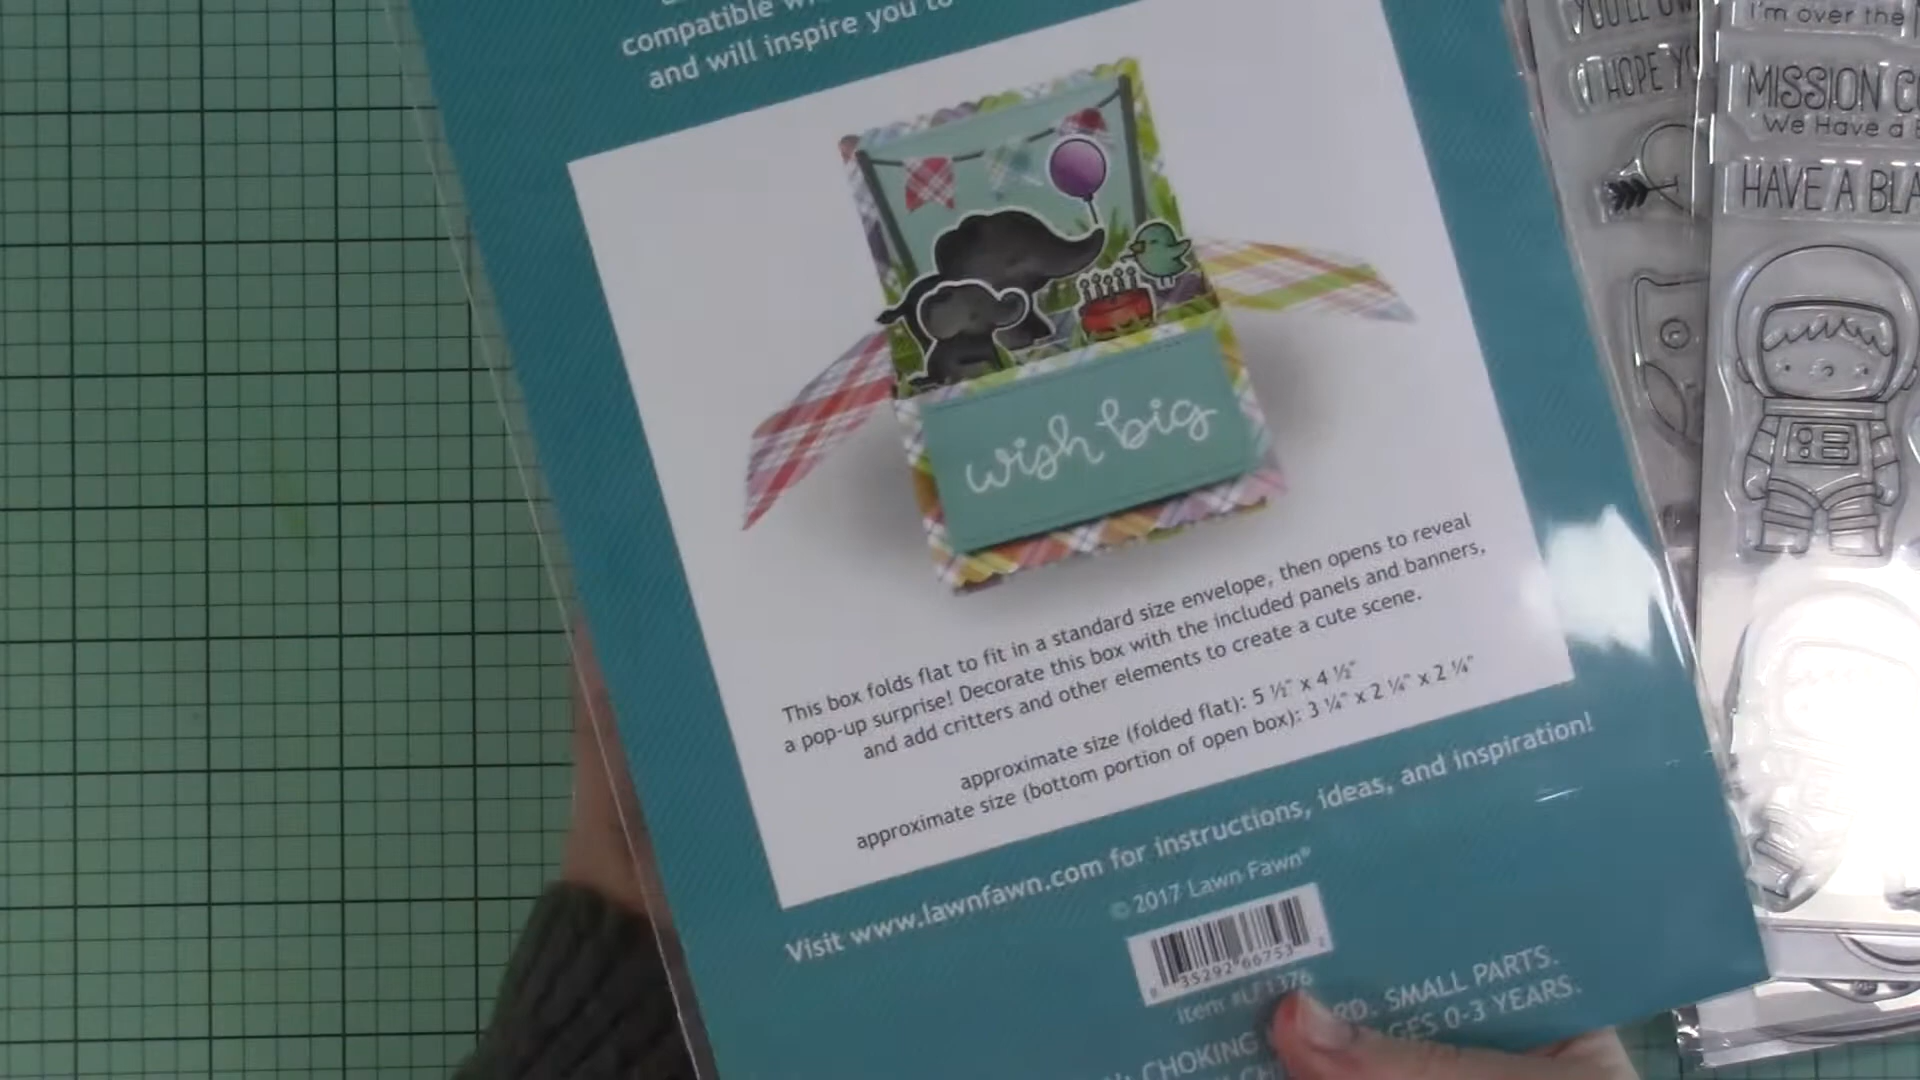 compatible
and will inspire you to
wish big
This box folds flat to fit in a standard size envelope, then opens to reveal
a pop-up surprise! Decorate this box with the included panels and banners,
and add critters and other elements to create a cute scene.
approximate size (folded flat): 5 ½" x 4 ½"
approximate size (bottom portion of open box): 3 ¼" x 2 ¼" x 2 ¼"
Visit www.lawnfawn.com for instructions, ideas, and inspiration!
© 2017 Lawn Fawn®
35292 66753
Item #LF1376
CHOKING
SMALL PARTS.
0-3 YEARS.
YOU'LL
I HOPE
I'm over the
MISSION
We Have a
HAVE A